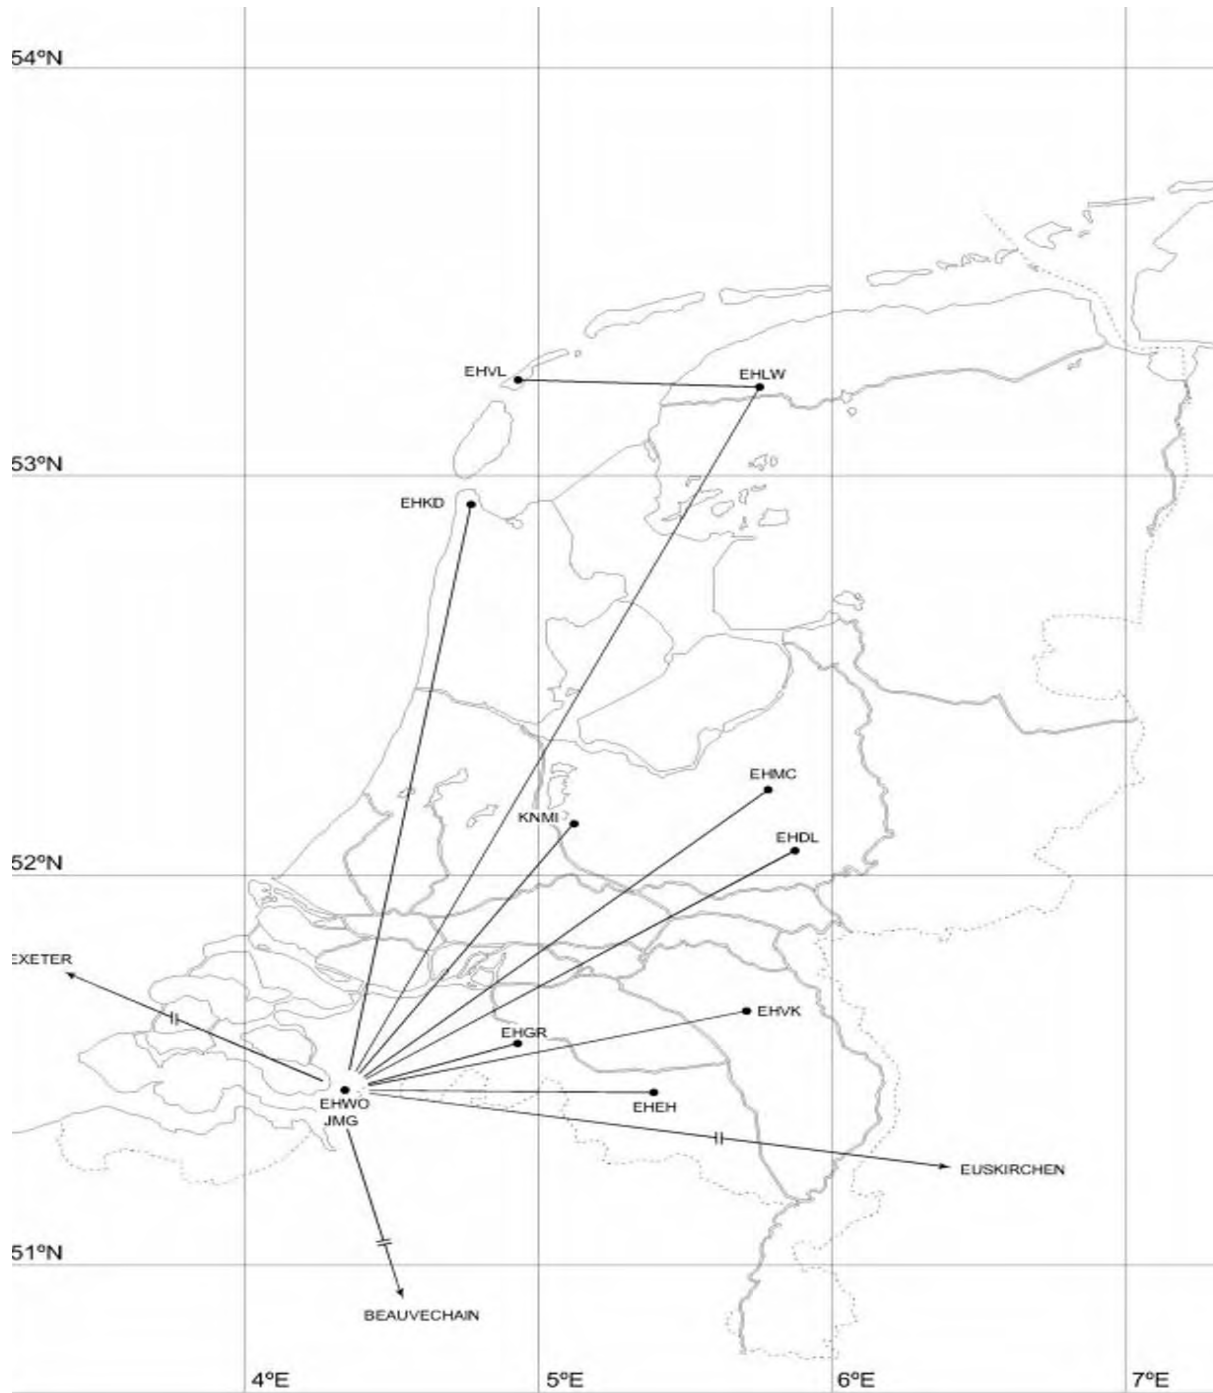 54ºN
EHVL
EHLW
53ºN
EHKD
EHMC
KNMI
EHDL
52ºN
EXETER
EHVK
EHGR
EHWO
JMG
EHEH
EUSKIRCHEN
51ºN
BEAUVECHAIN
4ºE
5ºE
6ºE
7ºE